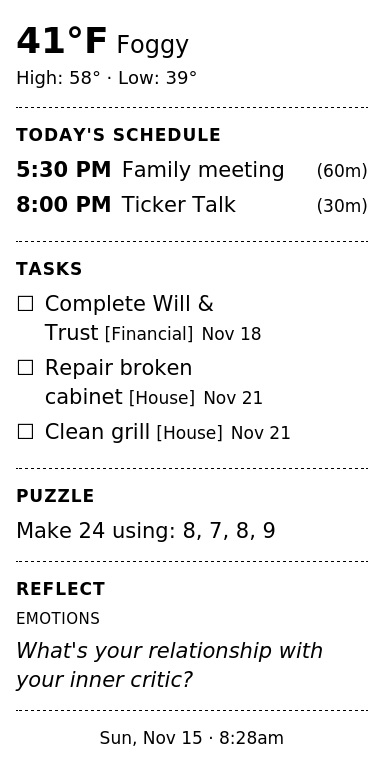 41°F Foggy
High: 58° · Low: 39°
TODAY'S SCHEDULE
5:30 PM Family meeting (60m)
8:00 PM Ticker Talk (30m)
TASKS
☐ Complete Will &
Trust [Financial] Nov 18
☐ Repair broken
cabinet [House] Nov 21
☐ Clean grill [House] Nov 21
PUZZLE
Make 24 using: 8, 7, 8, 9
REFLECT
EMOTIONS
What's your relationship with
your inner critic?
Sun, Nov 15 · 8:28am